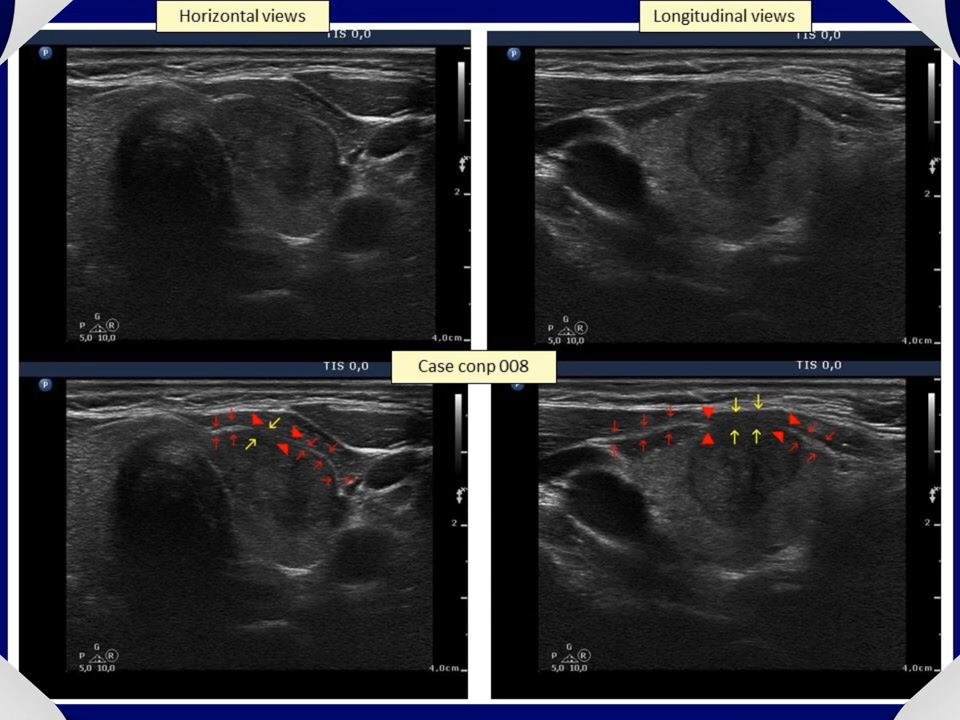 Horizontal views
Longitudinal views
TIS 0,0
TIS 0,0
P
P
2
2
G
P R
5,0 10,0
4,0cm
G
P R
5,0 10,0
4,0cm
Case conp 008
TIS 0,0
TIS 0,0
P
P
2
2
G
P R
5,0 10,0
4,0cm
G
P R
5,0 10,0
4,0cm